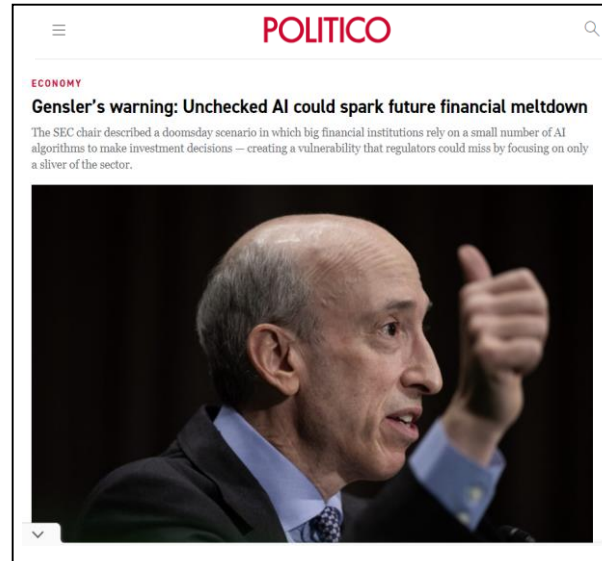 POLITICO
ECONOMY
Gensler’s warning: Unchecked AI could spark future financial meltdown
The SEC chair described a doomsday scenario in which big financial institutions rely on a small number of AI
algorithms to make investment decisions — creating a vulnerability that regulators could miss by focusing on only
a sliver of the sector.